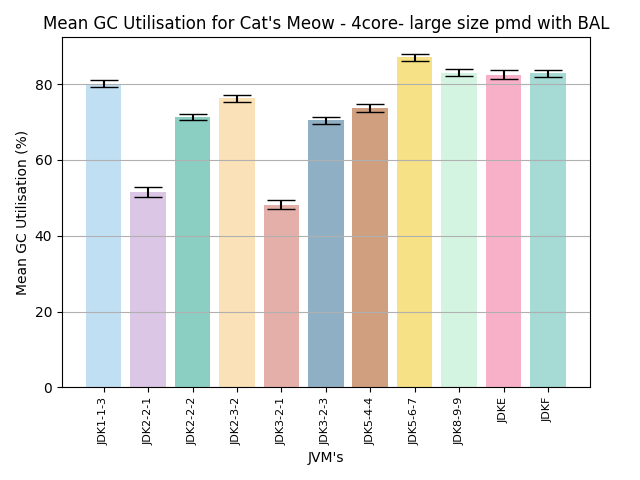 Mean GC Utilisation for Cat's Meow - 4core- large size pmd with BAL
Mean GC Utilisation (%)
80
60
40
20
0
JDK1-1-3
JDK2-2-1
JDK2-2-2
JDK2-3-2
JDK3-2-1
JDK3-2-3
JDK5-4-4
JDK5-6-7
JDK8-9-9
JDKE
JDKF
JVM's